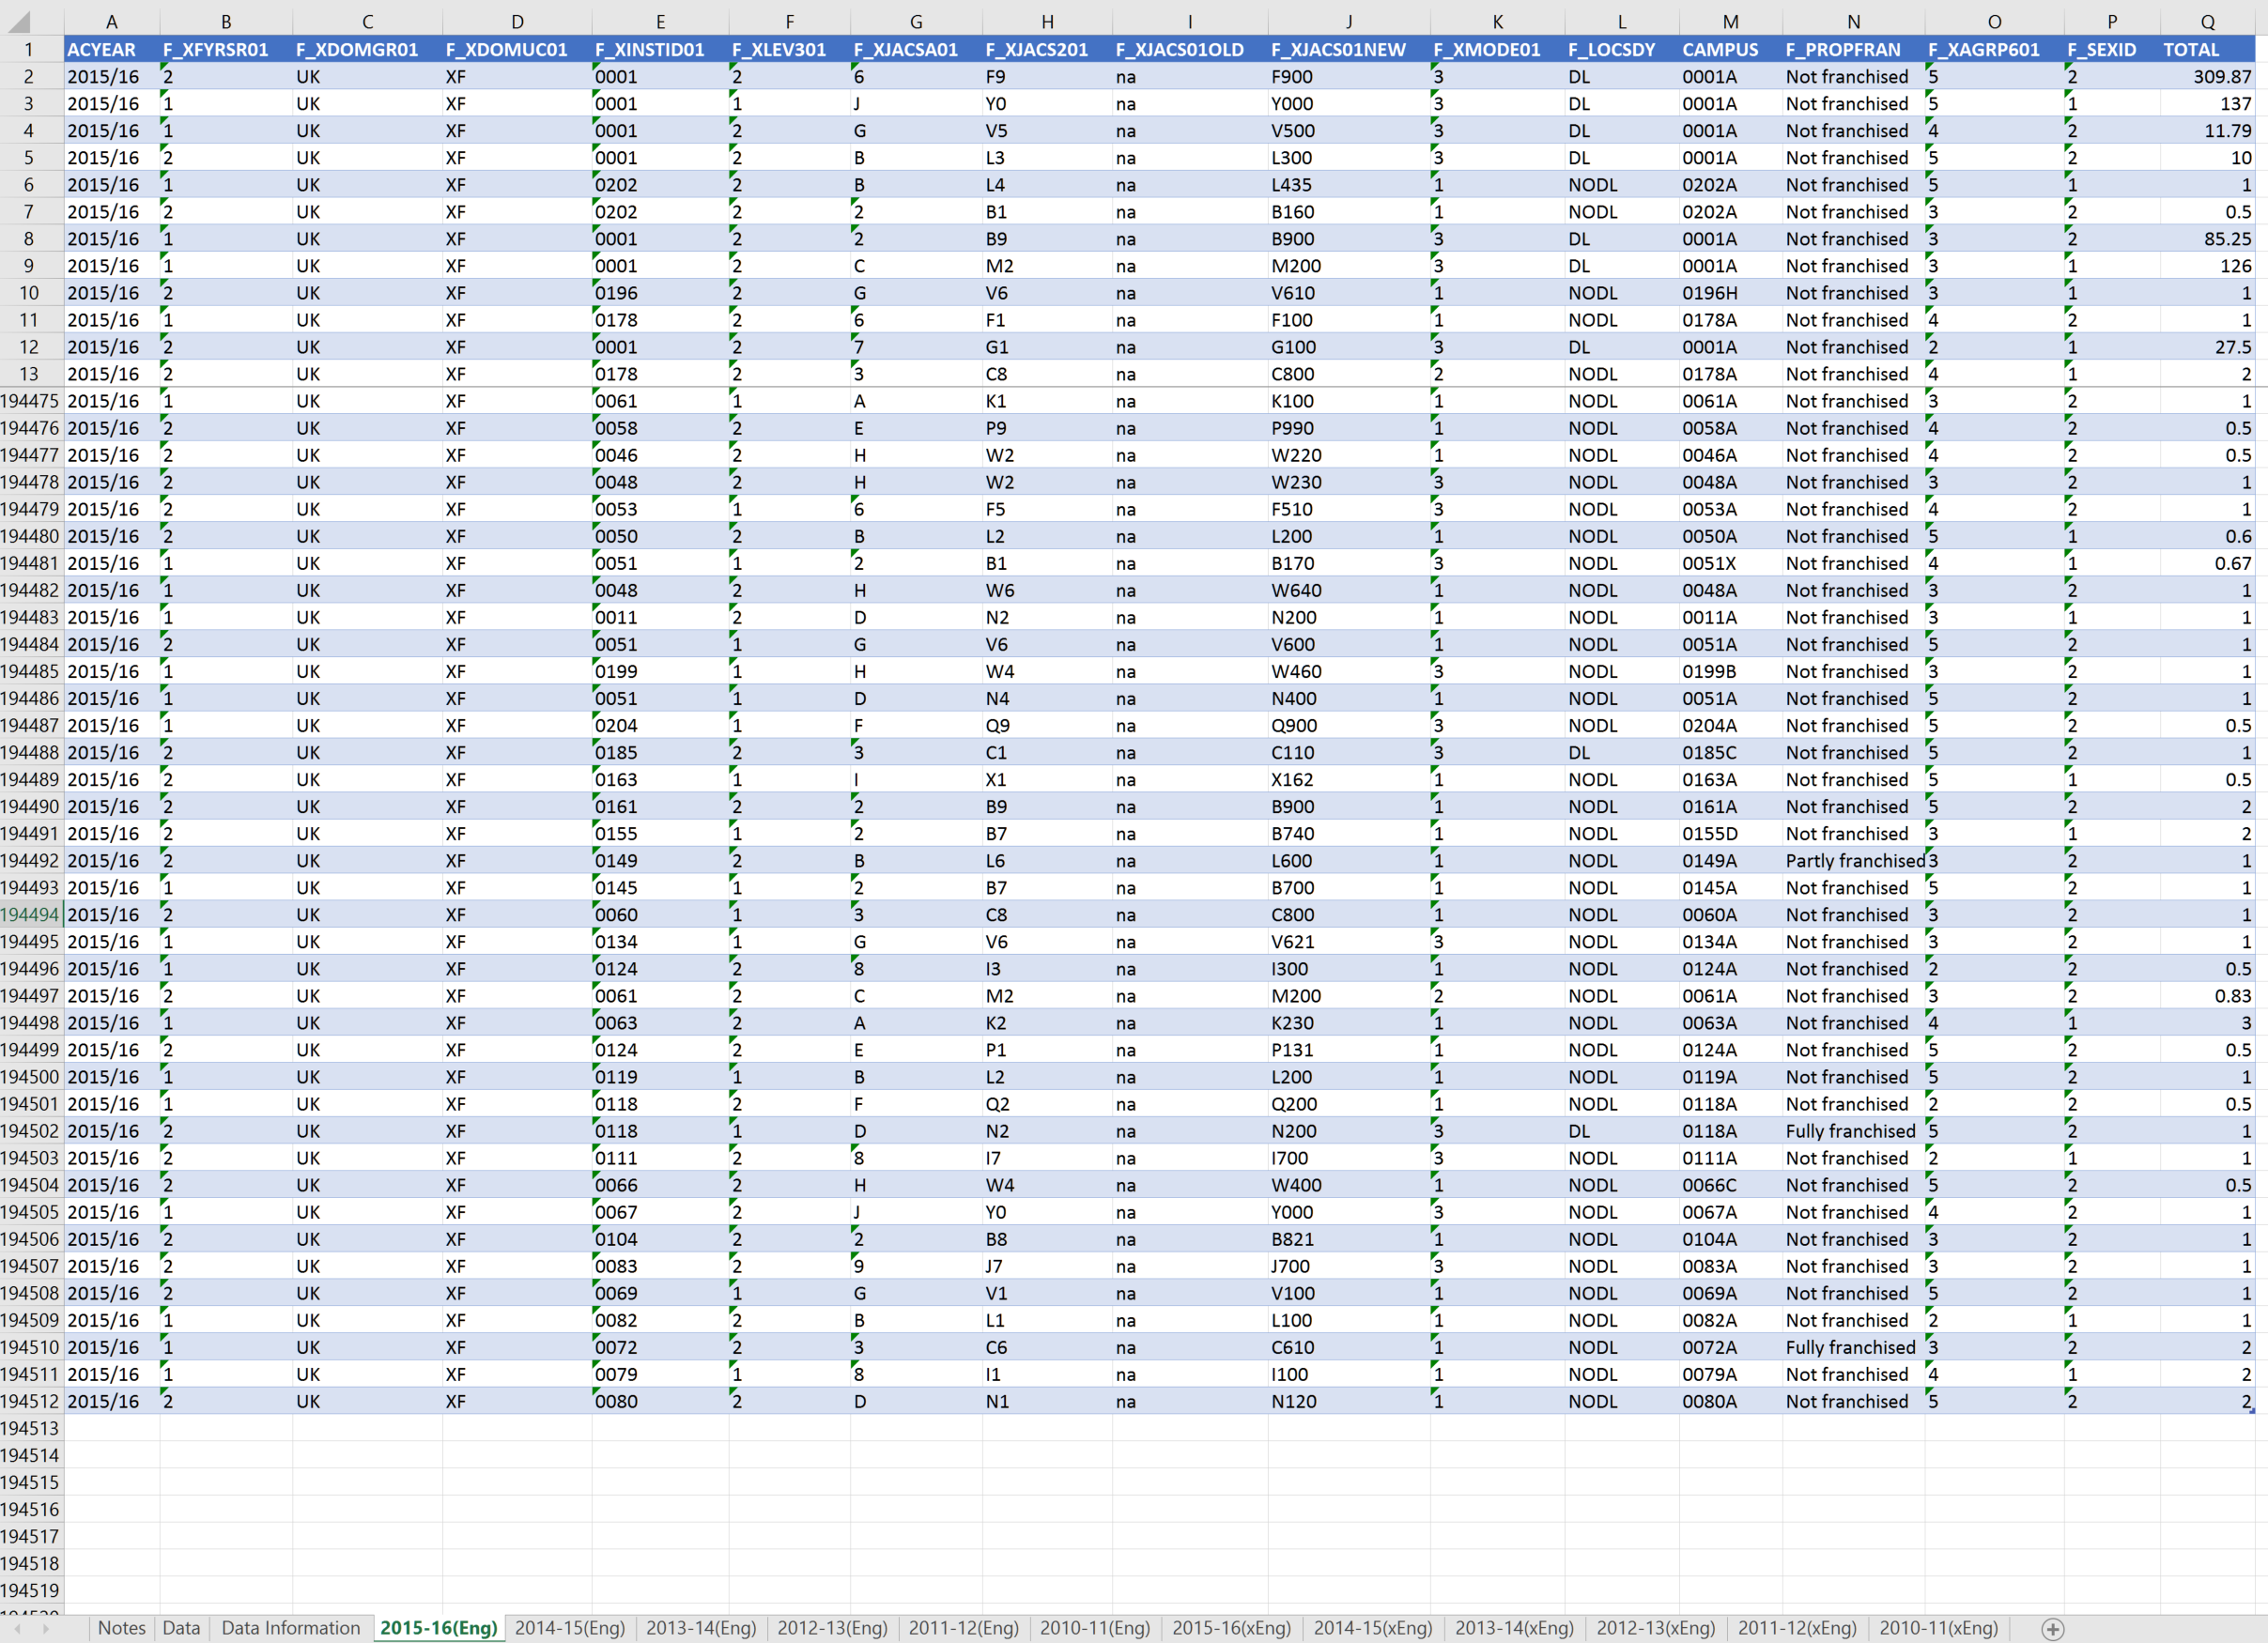 A B C D E F G H I J K L M N O P Q
1 ACYEAR F_XFYRSR01 F_XDOMGR01 F_XDOMUC01 F_XINSTID01 F_XLEV301 F_XJACSA01 F_XJACS201 F_XJACS01OLD F_XJACS01NEW F_XMODE01 F_LOCSDY CAMPUS F_PROPFRAN F_XAGRP601 F_SEXID TOTAL
2 2015/16 2 UK XF 0001 2 6 F9 na F900 3 DL 0001A Not franchised 5 2 309.87
3 2015/16 1 UK XF 0001 1 J Y0 na Y000 3 DL 0001A Not franchised 5 1 137
4 2015/16 1 UK XF 0001 2 G V5 na V500 3 DL 0001A Not franchised 4 2 11.79
5 2015/16 2 UK XF 0001 2 B L3 na L300 3 DL 0001A Not franchised 5 2 10
6 2015/16 1 UK XF 0202 2 B L4 na L435 1 NODL 0202A Not franchised 5 1 1
7 2015/16 2 UK XF 0202 2 2 B1 na B160 1 NODL 0202A Not franchised 3 2 0.5
8 2015/16 1 UK XF 0001 2 2 B9 na B900 3 DL 0001A Not franchised 3 2 85.25
9 2015/16 1 UK XF 0001 2 C M2 na M200 3 DL 0001A Not franchised 3 1 126
10 2015/16 2 UK XF 0196 2 G V6 na V610 1 NODL 0196H Not franchised 3 1 1
11 2015/16 1 UK XF 0178 2 6 F1 na F100 1 NODL 0178A Not franchised 4 2 1
12 2015/16 2 UK XF 0001 2 7 G1 na G100 3 DL 0001A Not franchised 2 1 27.5
13 2015/16 2 UK XF 0178 2 3 C8 na C800 2 NODL 0178A Not franchised 4 1 2
194475 2015/16 1 UK XF 0061 1 A K1 na K100 1 NODL 0061A Not franchised 3 2 1
194476 2015/16 2 UK XF 0058 2 E P9 na P990 1 NODL 0058A Not franchised 4 2 0.5
194477 2015/16 2 UK XF 0046 2 H W2 na W220 1 NODL 0046A Not franchised 4 2 0.5
194478 2015/16 2 UK XF 0048 2 H W2 na W230 3 NODL 0048A Not franchised 3 2 1
194479 2015/16 2 UK XF 0053 1 6 F5 na F510 3 NODL 0053A Not franchised 4 2 1
194480 2015/16 2 UK XF 0050 2 B L2 na L200 1 NODL 0050A Not franchised 5 1 0.6
194481 2015/16 1 UK XF 0051 1 2 B1 na B170 3 NODL 0051X Not franchised 4 1 0.67
194482 2015/16 1 UK XF 0048 2 H W6 na W640 1 NODL 0048A Not franchised 3 2 1
194483 2015/16 1 UK XF 0011 2 D N2 na N200 1 NODL 0011A Not franchised 3 1 1
194484 2015/16 2 UK XF 0051 1 G V6 na V600 1 NODL 0051A Not franchised 5 2 1
194485 2015/16 1 UK XF 0199 1 H W4 na W460 3 NODL 0199B Not franchised 3 2 1
194486 2015/16 1 UK XF 0051 1 D N4 na N400 1 NODL 0051A Not franchised 5 2 1
194487 2015/16 1 UK XF 0204 1 F Q9 na Q900 3 NODL 0204A Not franchised 5 2 0.5
194488 2015/16 2 UK XF 0185 2 3 C1 na C110 3 DL 0185C Not franchised 5 2 1
194489 2015/16 2 UK XF 0163 1 I X1 na X162 1 NODL 0163A Not franchised 5 1 0.5
194490 2015/16 2 UK XF 0161 2 2 B9 na B900 1 NODL 0161A Not franchised 5 2 2
194491 2015/16 2 UK XF 0155 1 2 B7 na B740 1 NODL 0155D Not franchised 3 1 2
194492 2015/16 2 UK XF 0149 2 B L6 na L600 1 NODL 0149A Partly franchised 3 2 1
194493 2015/16 1 UK XF 0145 1 2 B7 na B700 1 NODL 0145A Not franchised 5 2 1
194494 2015/16 2 UK XF 0060 1 3 C8 na C800 1 NODL 0060A Not franchised 3 2 1
194495 2015/16 1 UK XF 0134 1 G V6 na V621 3 NODL 0134A Not franchised 3 2 1
194496 2015/16 1 UK XF 0124 2 8 I3 na I300 1 NODL 0124A Not franchised 2 2 0.5
194497 2015/16 2 UK XF 0061 2 C M2 na M200 2 NODL 0061A Not franchised 3 2 0.83
194498 2015/16 1 UK XF 0063 2 A K2 na K230 1 NODL 0063A Not franchised 4 1 3
194499 2015/16 2 UK XF 0124 2 E P1 na P131 1 NODL 0124A Not franchised 5 2 0.5
194500 2015/16 1 UK XF 0119 1 B L2 na L200 1 NODL 0119A Not franchised 5 2 1
194501 2015/16 1 UK XF 0118 2 F Q2 na Q200 1 NODL 0118A Not franchised 2 2 0.5
194502 2015/16 2 UK XF 0118 1 D N2 na N200 3 DL 0118A Fully franchised 5 2 1
194503 2015/16 2 UK XF 0111 2 8 I7 na I700 3 NODL 0111A Not franchised 2 1 1
194504 2015/16 2 UK XF 0066 2 H W4 na W400 1 NODL 0066C Not franchised 5 2 0.5
194505 2015/16 1 UK XF 0067 2 J Y0 na Y000 3 NODL 0067A Not franchised 4 2 1
194506 2015/16 2 UK XF 0104 2 2 B8 na B821 1 NODL 0104A Not franchised 3 2 1
194507 2015/16 2 UK XF 0083 2 9 J7 na J700 3 NODL 0083A Not franchised 3 2 1
194508 2015/16 2 UK XF 0069 1 G V1 na V100 1 NODL 0069A Not franchised 5 2 1
194509 2015/16 1 UK XF 0082 2 B L1 na L100 1 NODL 0082A Not franchised 2 1 1
194510 2015/16 1 UK XF 0072 2 3 C6 na C610 1 NODL 0072A Fully franchised 3 2 2
194511 2015/16 1 UK XF 0079 1 8 I1 na I100 1 NODL 0079A Not franchised 4 1 2
194512 2015/16 2 UK XF 0080 2 D N1 na N120 1 NODL 0080A Not franchised 5 2 2
194513
194514
194515
194516
194517
194518
194519
Notes Data Data Information 2015-16(Eng) 2014-15(Eng) 2013-14(Eng) 2012-13(Eng) 2011-12(Eng) 2010-11(Eng) 2015-16(xEng) 2014-15(xEng) 2013-14(xEng) 2012-13(xEng) 2011-12(xEng) 2010-11(xEng)